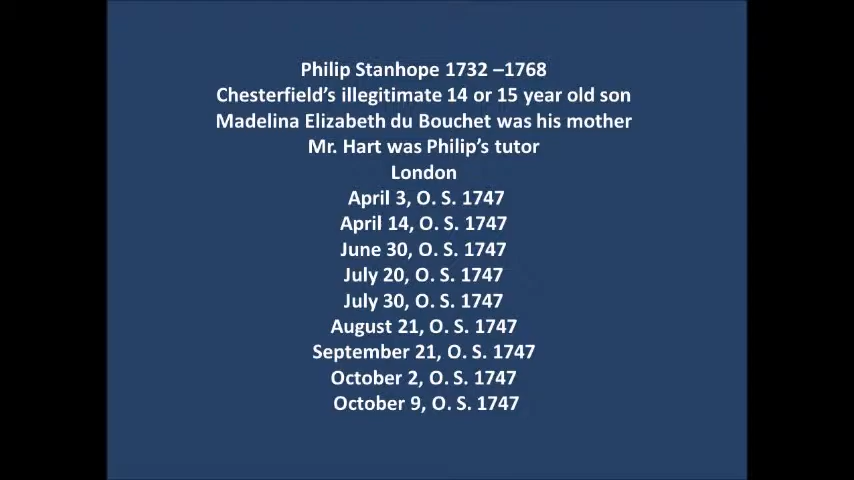 Philip Stanhope 1732 –1768
Chesterfield’s illegitimate 14 or 15 year old son
Madelina Elizabeth du Bouchet was his mother
Mr. Hart was Philip’s tutor
London
April 3, O. S. 1747
April 14, O. S. 1747
June 30, O. S. 1747
July 20, O. S. 1747
July 30, O. S. 1747
August 21, O. S. 1747
September 21, O. S. 1747
October 2, O. S. 1747
October 9, O. S. 1747